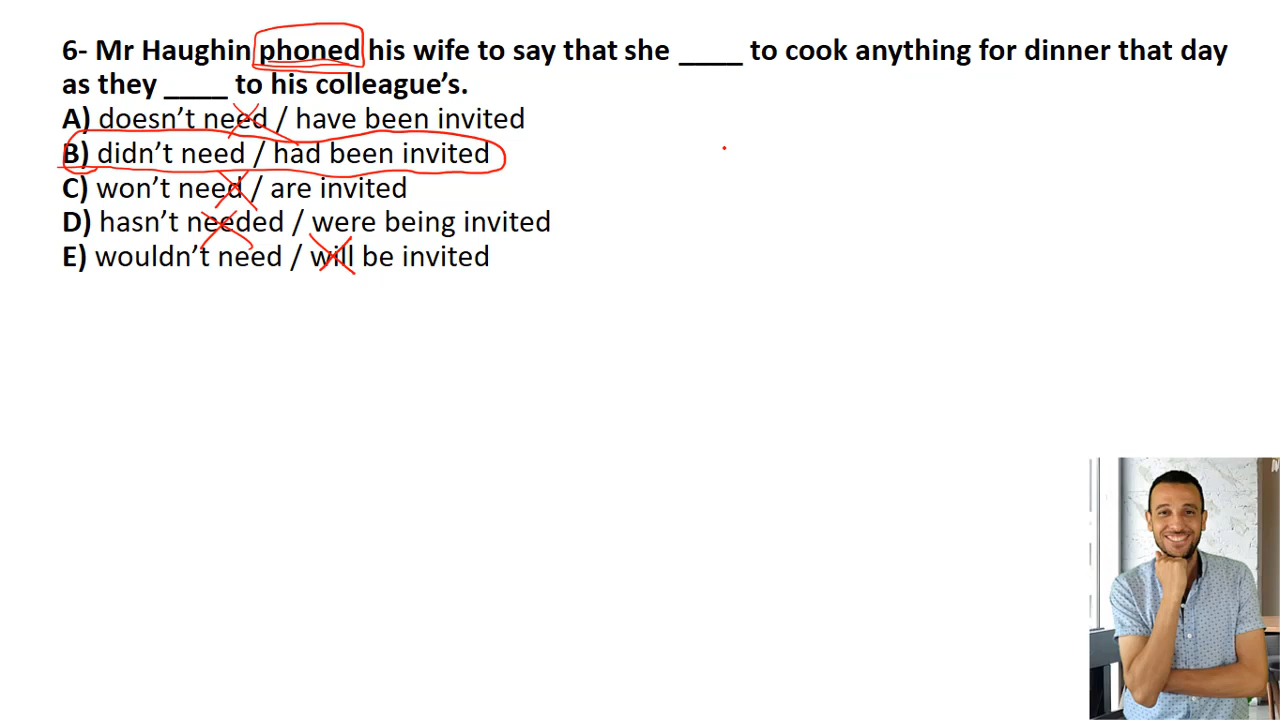 6- Mr Haughin phoned his wife to say that she ____ to cook anything for dinner that day
as they ____ to his colleague’s.
A) doesn’t need / have been invited
B) didn’t need / had been invited
C) won’t need / are invited
D) hasn’t needed / were being invited
E) wouldn’t need / will be invited